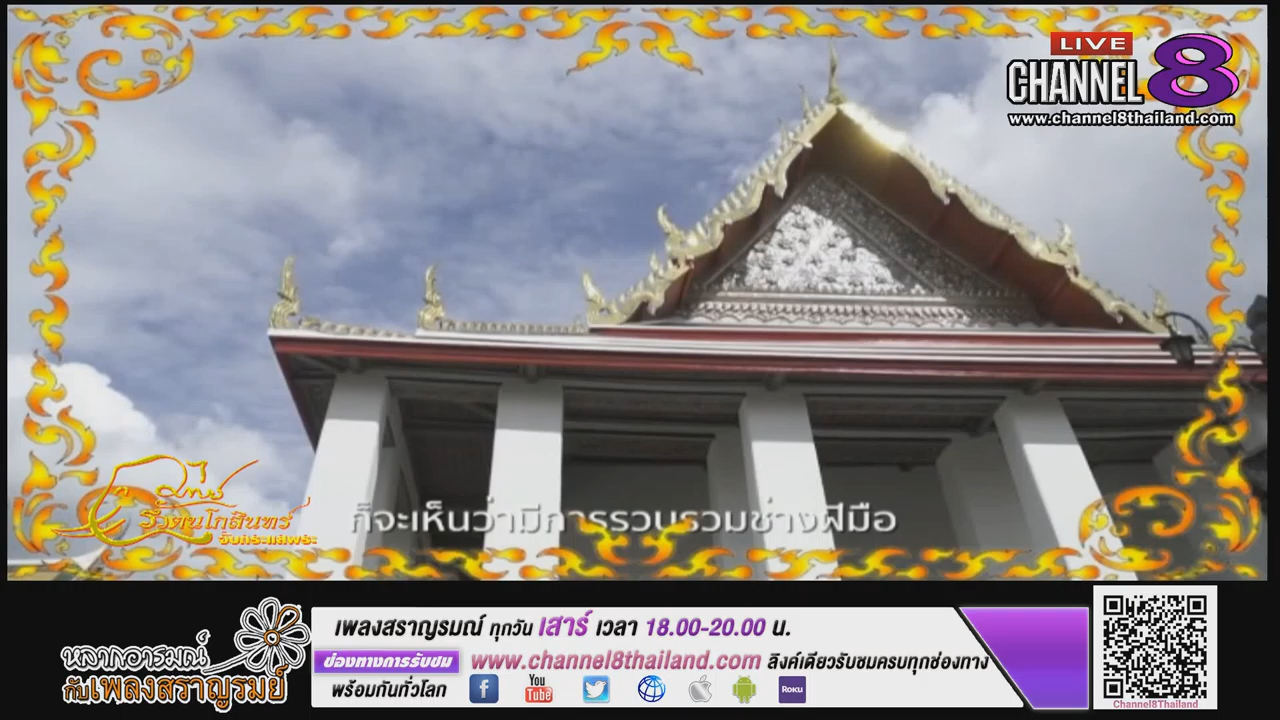 LIVE
CHANNEL 8
www.channel8thailand.com
รัตนโกสินทร์
ก็จะเห็นว่ามีการรวบรวมช่างฝีมือ
หลากอารมณ์
กับเพลงสราญรมย์
เพลงสราญรมณ์ ทุกวัน เสาร์ เวลา 18.00-20.00 น.
ช่องทางการรับชม www.channel8thailand.com ลิงค์เดียวรับชมครบทุกช่องทาง
พร้อมกันทั่วโลก You Tube Roku
Channel8Thailand